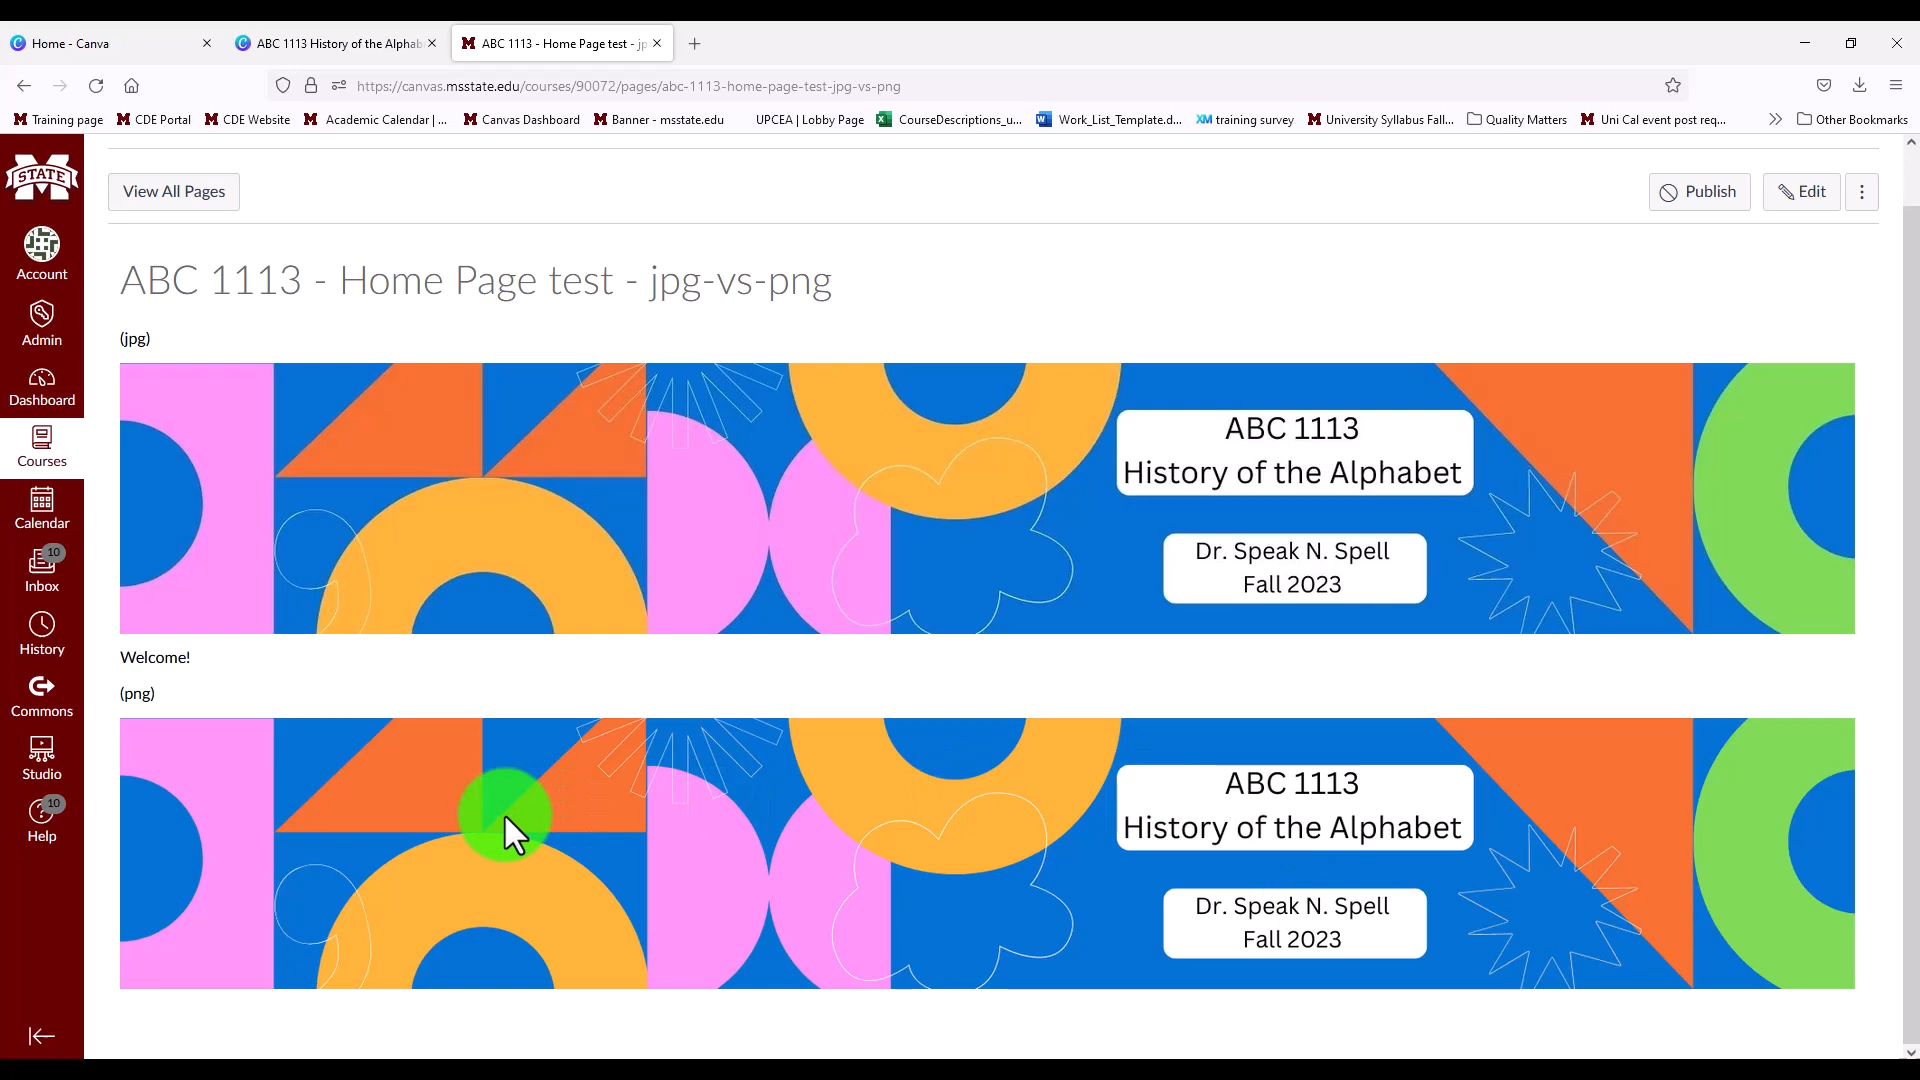 Home - Canva
ABC 1113 History of the Alphab
ABC 1113 - Home Page test - jp
https://canvas.msstate.edu/courses/90072/pages/abc-1113-home-page-test-jpg-vs-png
Training page
CDE Portal
CDE Website
Academic Calendar | ...
Canvas Dashboard
Banner - msstate.edu
UPCEA | Lobby Page
CourseDescriptions_u...
Work_List_Template.d...
XM training survey
University Syllabus Fall...
Quality Matters
Uni Cal event post req...
Other Bookmarks
STATE
View All Pages
Publish
Edit
Account
Admin
Dashboard
Courses
Calendar
10
Inbox
History
Commons
Studio
10
Help
ABC 1113 - Home Page test - jpg-vs-png
(jpg)
ABC 1113
History of the Alphabet
Dr. Speak N. Spell
Fall 2023
Welcome!
(png)
ABC 1113
History of the Alphabet
Dr. Speak N. Spell
Fall 2023